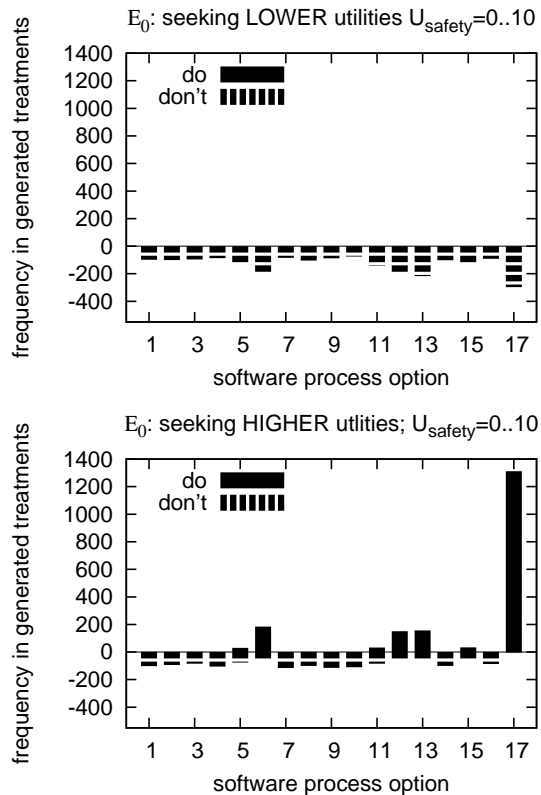 E0: seeking LOWER utilities Usafety=0..10
frequency in generated treatments
1400
1200
1000
800
600
400
200
0
-200
-400
do
don't
1 3 5 7 9 11 13 15 17
software process option
E0: seeking HIGHER utlities; Usafety=0..10
frequency in generated treatments
1400
1200
1000
800
600
400
200
0
-200
-400
do
don't
1 3 5 7 9 11 13 15 17
software process option